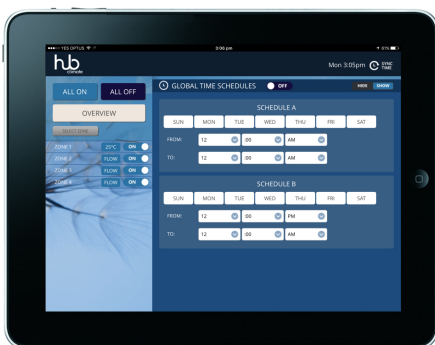 YES OPTUS
3:06 pm
61%
hub
climate
Mon 3:05pm
SYNC TIME
ALL ON
ALL OFF
OVERVIEW
SELECT ZONE
ZONE 1 20°C ON
ZONE 2 FLOW ON
ZONE 3 FLOW ON
ZONE 4 FLOW ON
GLOBAL TIME SCHEDULES OFF
HIDE SHOW
SCHEDULE A
SUN MON TUE WED THU FRI SAT
FROM: 12 :00 AM
TO: 12 :00 AM
SCHEDULE B
SUN MON TUE WED THU FRI SAT
FROM: 12 :00 PM
TO: 12 :00 AM